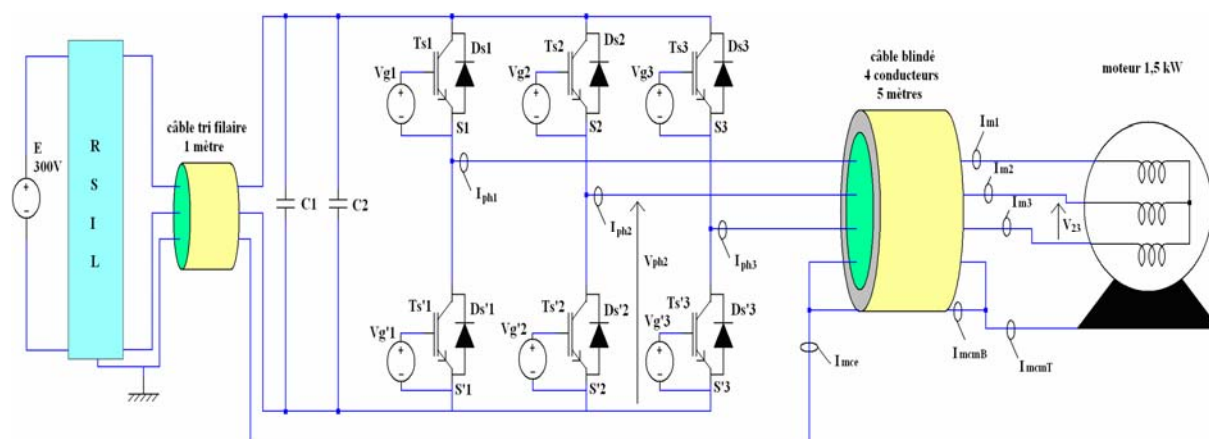 E
300V
R
S
I
L
câble tri filaire
1 mètre
C1
C2
Ts1
Ds1
Vg1
S1
Ts2
Ds2
Vg2
S2
Ts3
Ds3
Vg3
S3
Iph1
Iph2
Iph3
Vph2
Ts'1
Ds'1
Vg'1
S'1
Ts'2
Ds'2
Vg'2
S'2
Ts'3
Ds'3
Vg'3
S'3
câble blindé
4 conducteurs
5 mètres
moteur 1,5 kW
Im1
Im2
Im3
V23
ImcmB
ImcmT
Imce